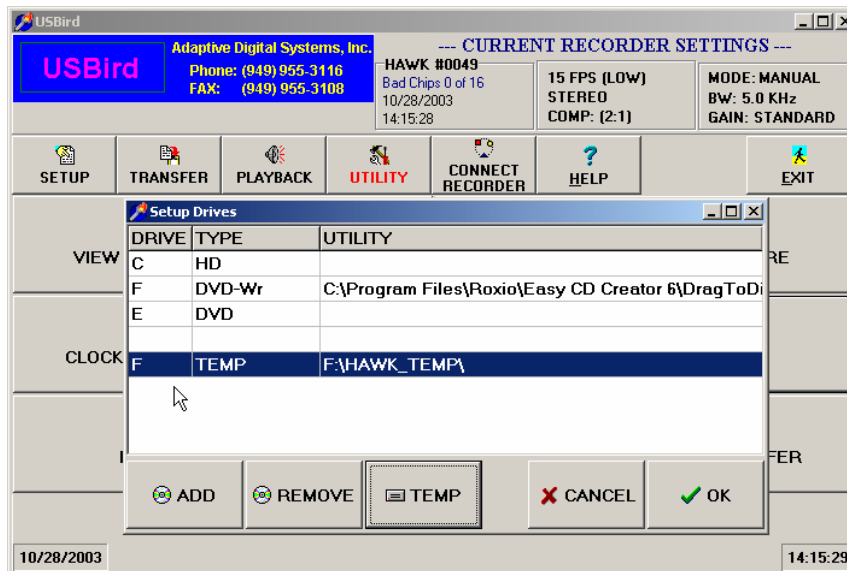 USBird
USBird
Adaptive Digital Systems, Inc.
Phone: (949) 955-3116
FAX: (949) 955-3108
--- CURRENT RECORDER SETTINGS ---
HAWK #0049
Bad Chips 0 of 16
10/28/2003
14:15:28
15 FPS (LOW)
STEREO
COMP: (2:1)
MODE: MANUAL
BW: 5.0 KHz
GAIN: STANDARD
SETUP
TRANSFER
PLAYBACK
UTILITY
CONNECT
RECORDER
HELP
EXIT
VIEW
RE
CLOCK
FER
Setup Drives
DRIVE TYPE UTILITY
C HD
F DVD-Wr C:\Program Files\Roxio\Easy CD Creator 6\DragToDi
E DVD
F TEMP F:\HAWK_TEMP\
ADD
REMOVE
TEMP
CANCEL
OK
10/28/2003
14:15:29